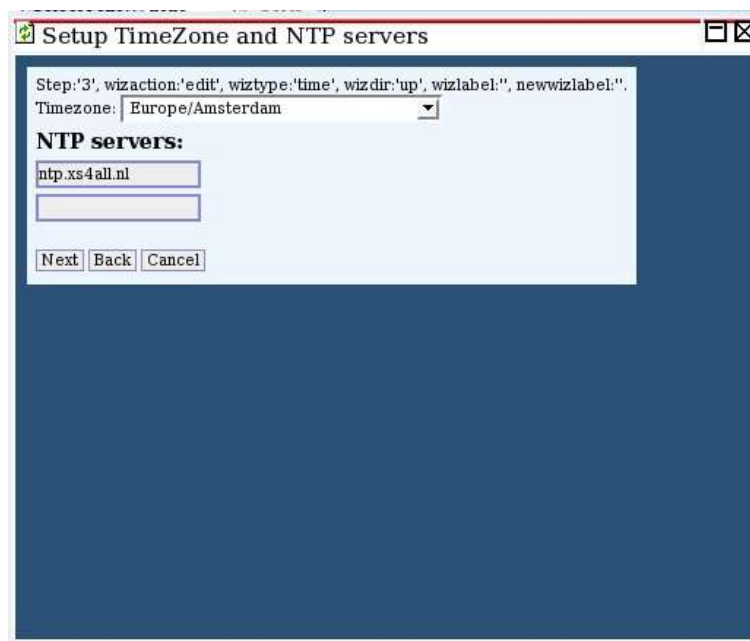 Setup TimeZone and NTP servers
Step:'3', wizaction:'edit', wiztype:'time', wizdir:'up', wizlabel:'', newwizlabel:''.
Timezone: Europe/Amsterdam
NTP servers:
ntp.xs4all.nl
Next Back Cancel